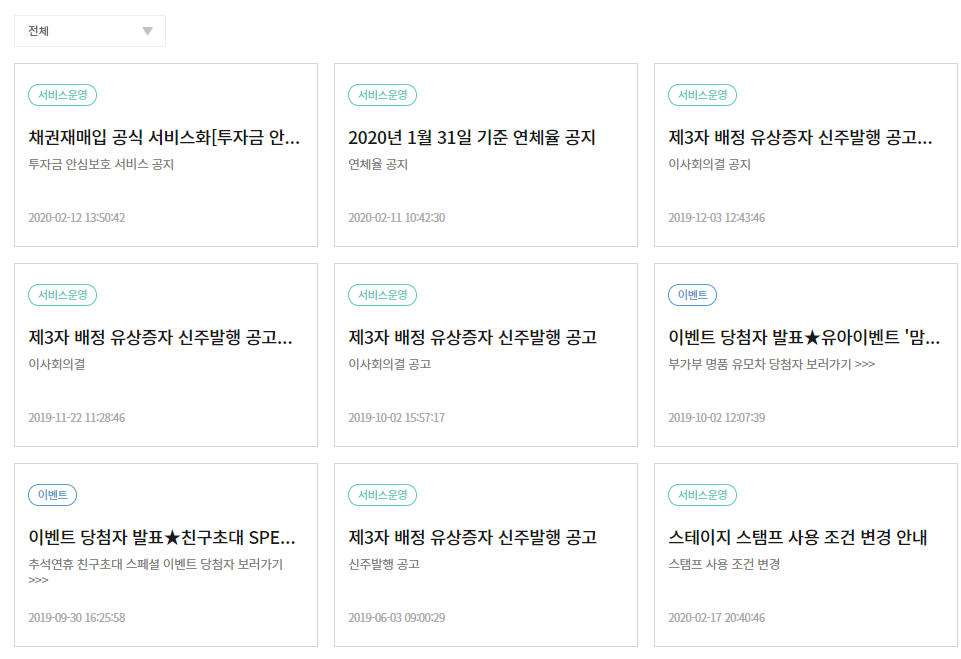 전체
서비스운영
채권재매입 공식 서비스화[투자금 안...
투자금 안심보호 서비스 공지
2020-02-12 13:50:42
서비스운영
2020년 1월 31일 기준 연체율 공지
연체율 공지
2020-02-11 10:42:30
서비스운영
제3자 배정 유상증자 신주발행 공고...
이사회의결 공지
2019-12-03 12:43:46
서비스운영
제3자 배정 유상증자 신주발행 공고...
이사회의결
2019-11-22 11:28:46
서비스운영
제3자 배정 유상증자 신주발행 공고
이사회의결 공고
2019-10-02 15:57:17
이벤트
이벤트 당첨자 발표★유아이벤트 '맘...
부가부 명품 유모차 당첨자 보러가기 >>>
2019-10-02 12:07:39
이벤트
이벤트 당첨자 발표★친구초대 SPE...
추석연휴 친구초대 스페셜 이벤트 당첨자 보러가기
>>>
2019-09-30 16:25:58
서비스운영
제3자 배정 유상증자 신주발행 공고
신주발행 공고
2019-06-03 09:00:29
서비스운영
스테이지 스탬프 사용 조건 변경 안내
스탬프 사용 조건 변경
2020-02-17 20:40:46